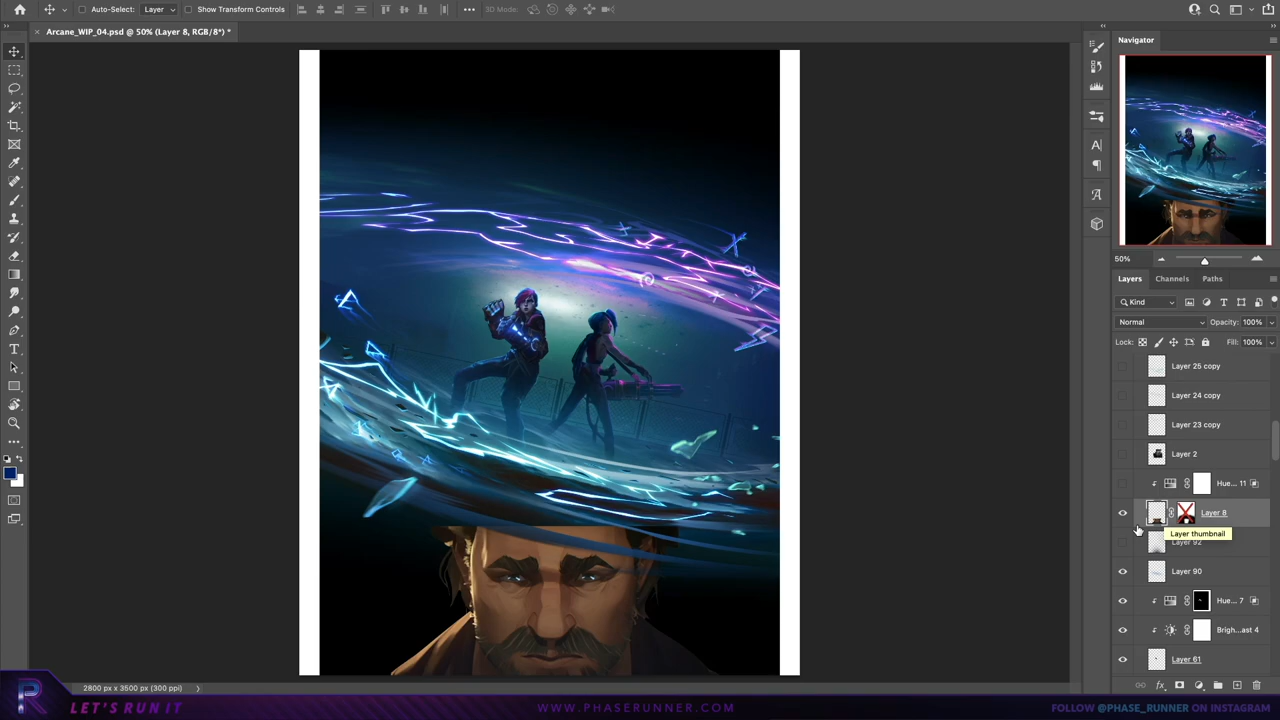 Auto-Select: Layer Show Transform Controls 3D Mode:
Arcane_WIP_04.psd @ 50% (Layer 8, RGB/8*) *
Navigator
50%
Layers Channels Paths
Kind
Normal Opacity: 100%
Lock: Fill: 100%
Layer 25 copy
Layer 24 copy
Layer 23 copy
Layer 2
Hue... 11
Layer 8
Layer thumbnail
Layer 92
Layer 90
Hue... 7
Brigh...ast 4
Layer 61
2800 px x 3500 px (300 ppi)
R LET'S RUN IT
WWW.PHASERUNNER.COM
FOLLOW @PHASE_RUNNER ON INSTAGRAM